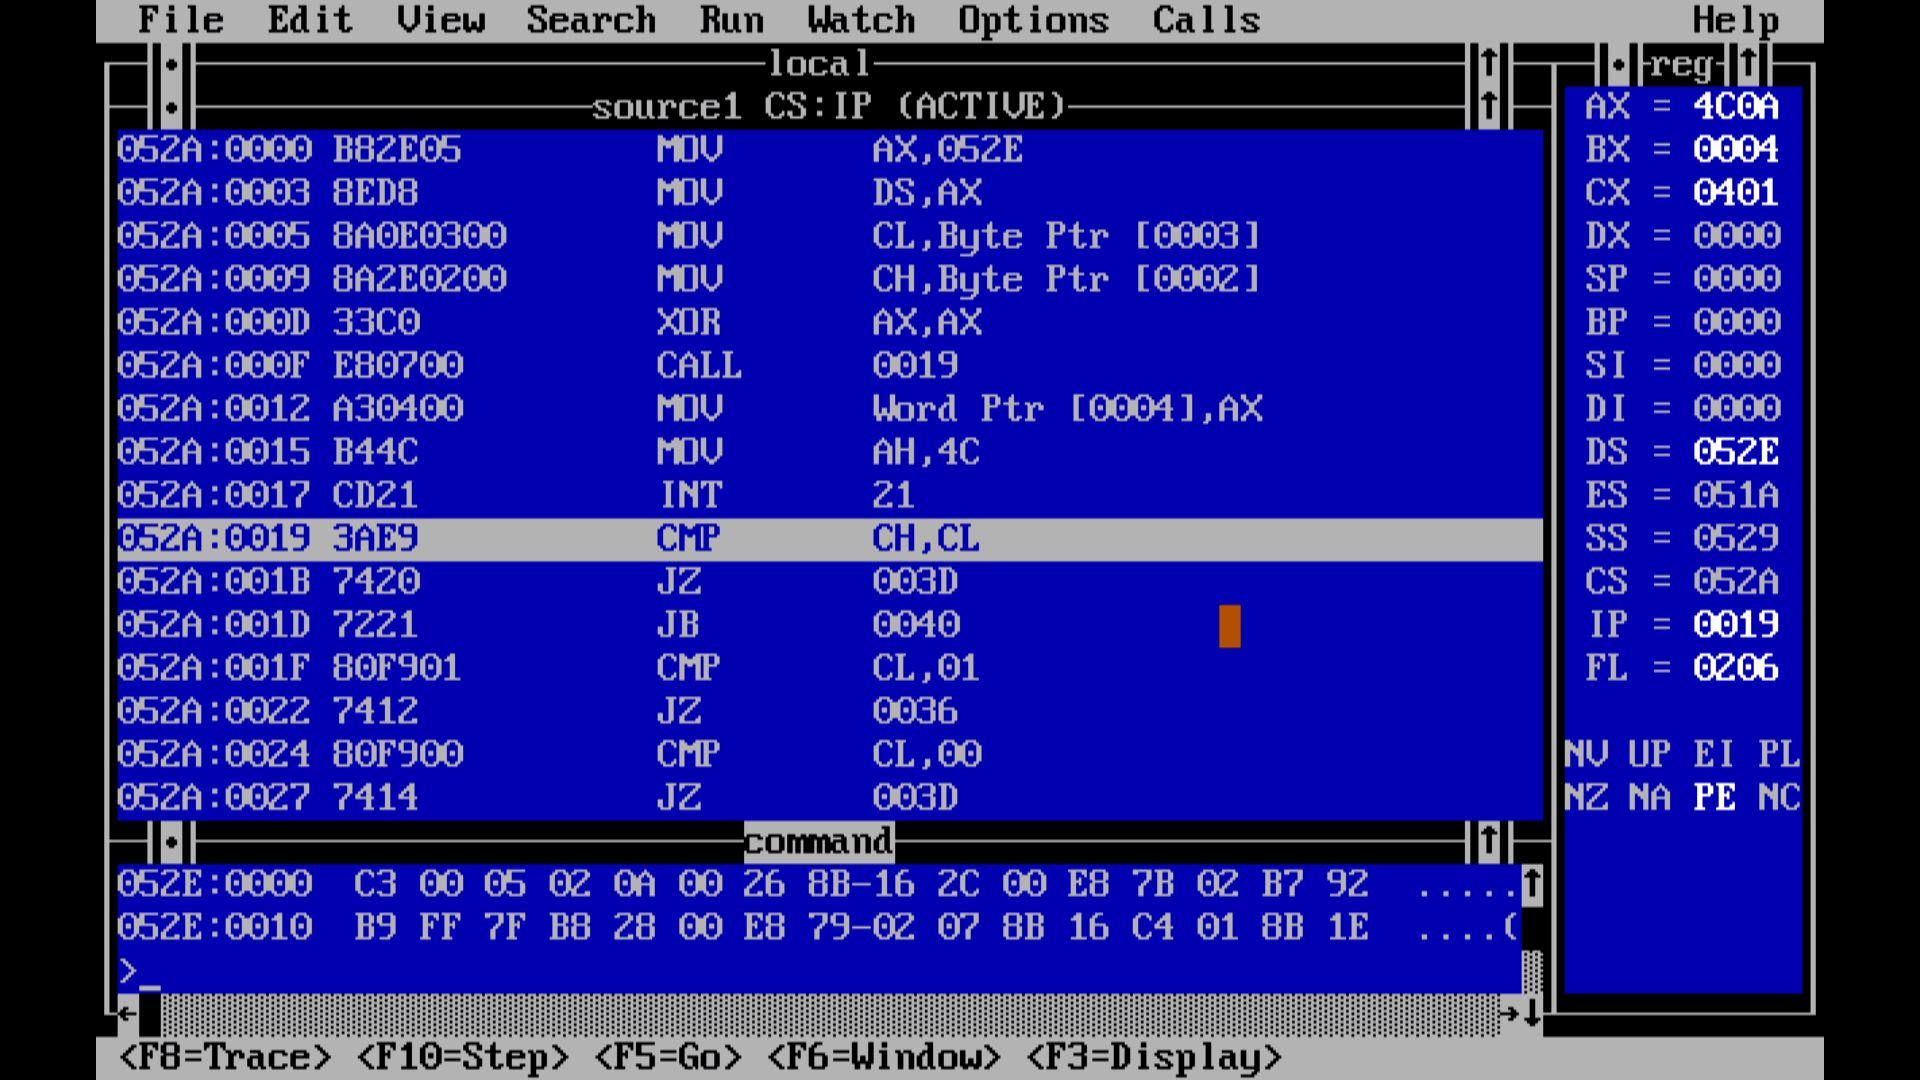 File Edit View Search Run Watch Options Calls Help
local
source1 CS:IP (ACTIVE)
052A:0000 B82E05 MOV AX,052E
052A:0003 8ED8 MOV DS,AX
052A:0005 8A0E0300 MOV CL,Byte Ptr [0003]
052A:0009 8A2E0200 MOV CH,Byte Ptr [0002]
052A:000D 33C0 XOR AX,AX
052A:000F E80700 CALL 0019
052A:0012 A30400 MOV Word Ptr [0004],AX
052A:0015 B44C MOV AH,4C
052A:0017 CD21 INT 21
052A:0019 3AE9 CMP CH,CL
052A:001B 7420 JZ 003D
052A:001D 7221 JB 0040
052A:001F 80F901 CMP CL,01
052A:0022 7412 JZ 0036
052A:0024 80F900 CMP CL,00
052A:0027 7414 JZ 003D
command
052E:0000 C3 00 05 02 0A 00 26 8B-16 2C 00 E8 7B 02 B7 92 .....
052E:0010 B9 FF 7F B8 28 00 E8 79-02 07 8B 16 C4 01 8B 1E ....(
>_
reg
AX = 4C0A
BX = 0004
CX = 0401
DX = 0000
SP = 0000
BP = 0000
SI = 0000
DI = 0000
DS = 052E
ES = 051A
SS = 0529
CS = 052A
IP = 0019
FL = 0206
NV UP EI PL
NZ NA PE NC
<F8=Trace> <F10=Step> <F5=Go> <F6=Window> <F3=Display>